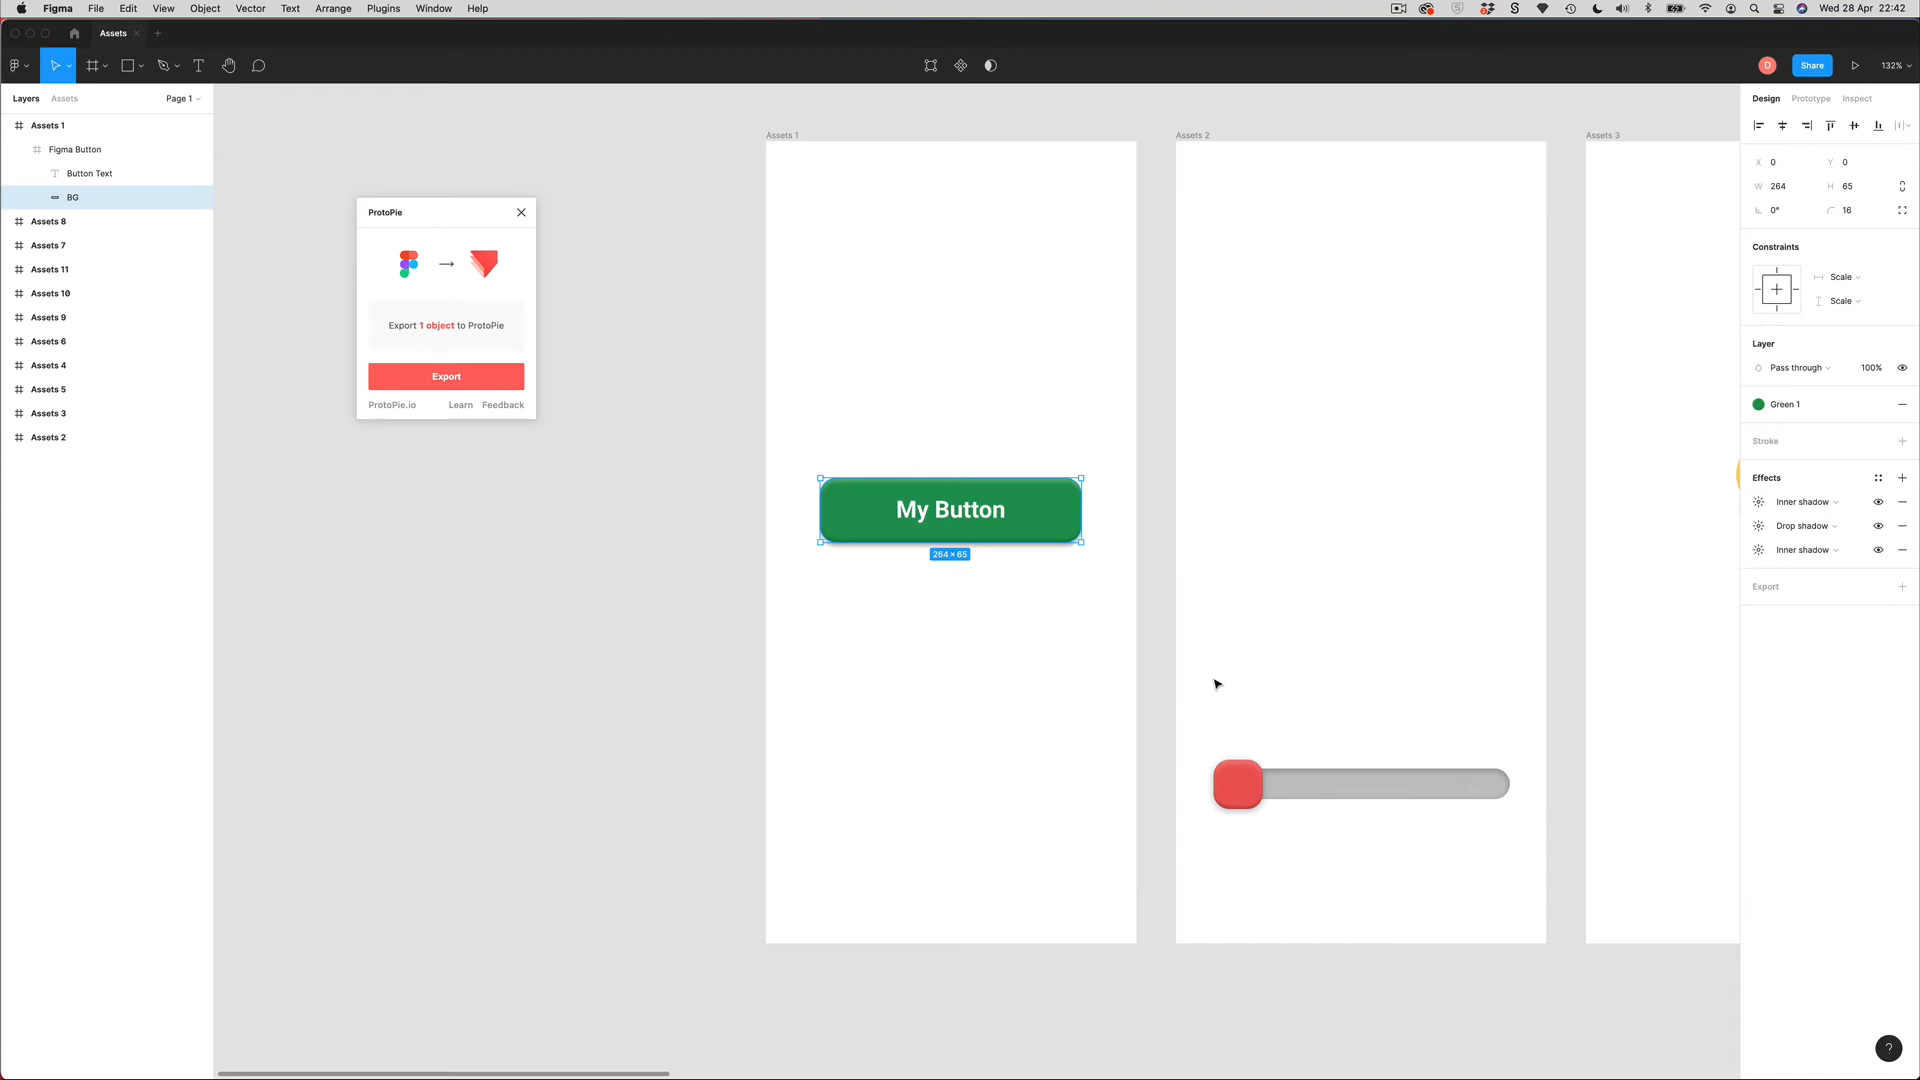 Figma File Edit View Object Vector Text Arrange Plugins Window Help
Wed 28 Apr 22:42
Assets
D
Share
132%
Layers Assets Page 1
Assets 1
Figma Button
Button Text
BG
Assets 8
Assets 7
Assets 11
Assets 10
Assets 9
Assets 6
Assets 4
Assets 5
Assets 3
Assets 2
ProtoPie
Export 1 object to ProtoPie
Export
ProtoPie.io Learn Feedback
Assets 1
My Button
264 × 65
Assets 2
Assets 3
Design Prototype Inspect
X 0 Y 0
W 264 H 65
0° 16
Constraints
Scale
Scale
Layer
Pass through 100%
Green 1
Stroke
Effects
Inner shadow
Drop shadow
Inner shadow
Export
?